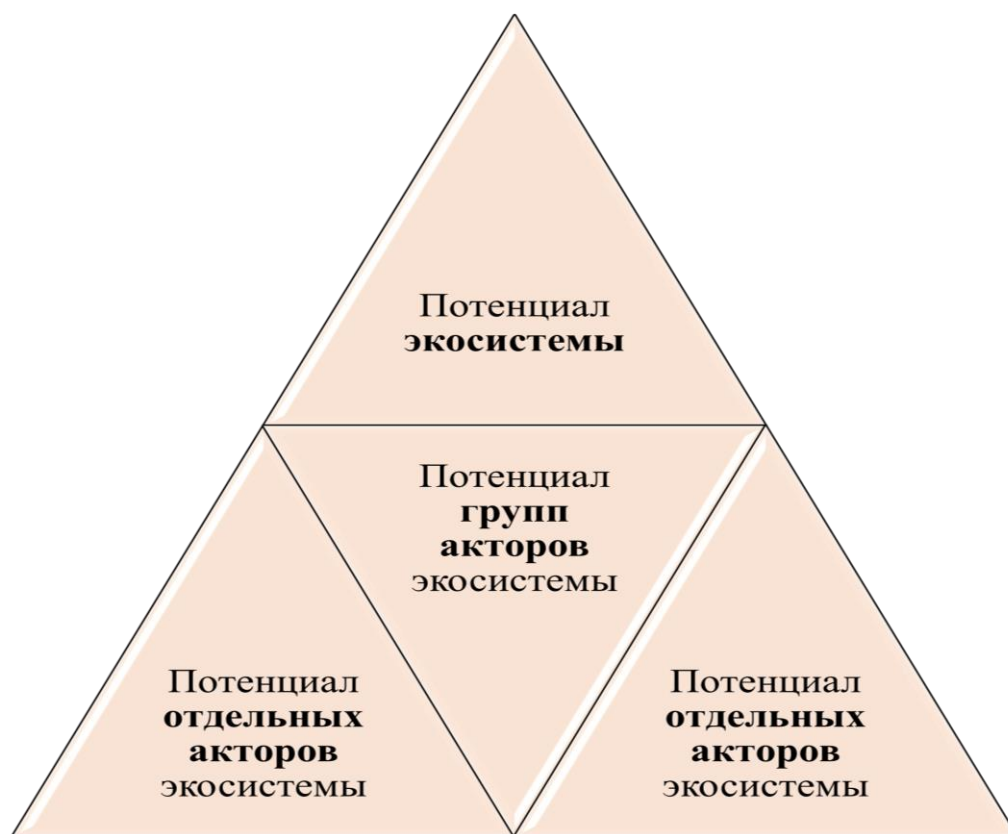 Потенциал
экосистемы
Потенциал
групп
акторов
экосистемы
Потенциал
отдельных
акторов
экосистемы
Потенциал
отдельных
акторов
экосистемы